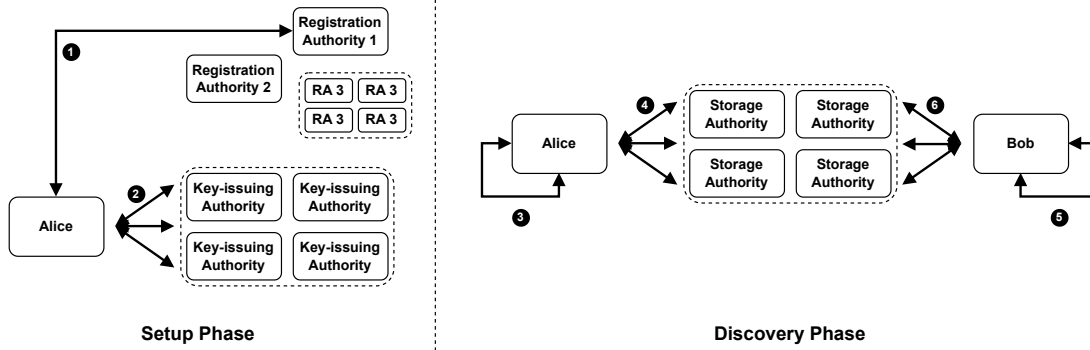 1
Registration
Authority 1
Registration
Authority 2
RA 3
RA 3
RA 3
RA 3
2
Alice
Key-issuing
Authority
Key-issuing
Authority
Key-issuing
Authority
Key-issuing
Authority
Setup Phase
3
Alice
4
Storage
Authority
Storage
Authority
Storage
Authority
Storage
Authority
6
Bob
5
Discovery Phase